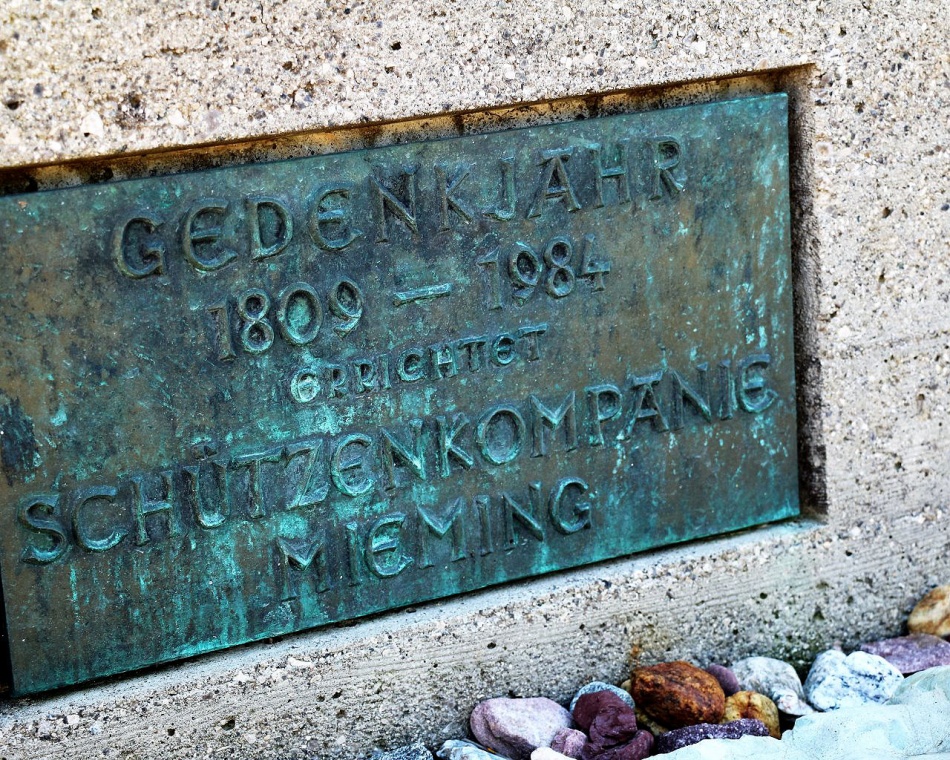 GEDENKJAHR
1809 — 1984
ERRICHTET
SCHÜTZENKOMPANIE
MIEMING